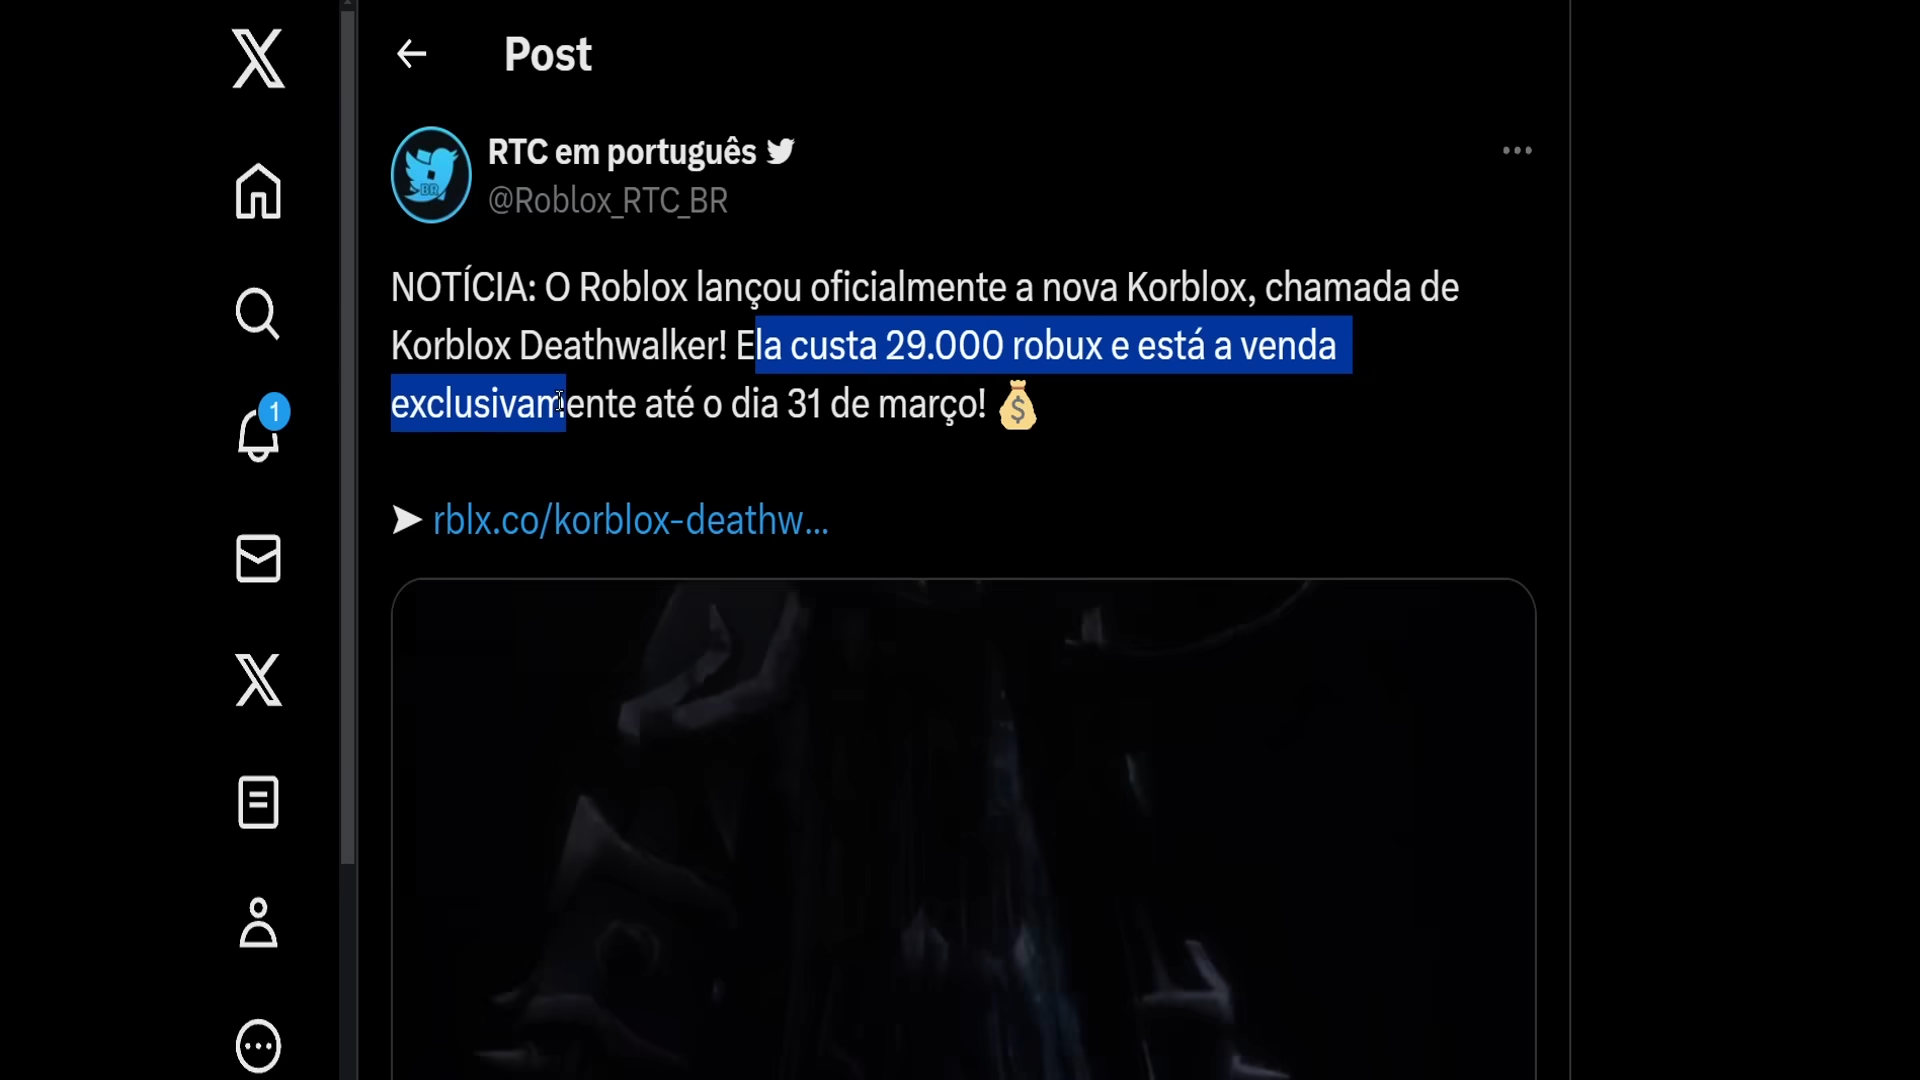 Post
RTC em português
@Roblox_RTC_BR
BR
NOTÍCIA: O Roblox lançou oficialmente a nova Korblox, chamada de
Korblox Deathwalker! Ela custa 29.000 robux e está a venda
exclusivamente até o dia 31 de março! 💰
1
➤ rblx.co/korblox-deathw...